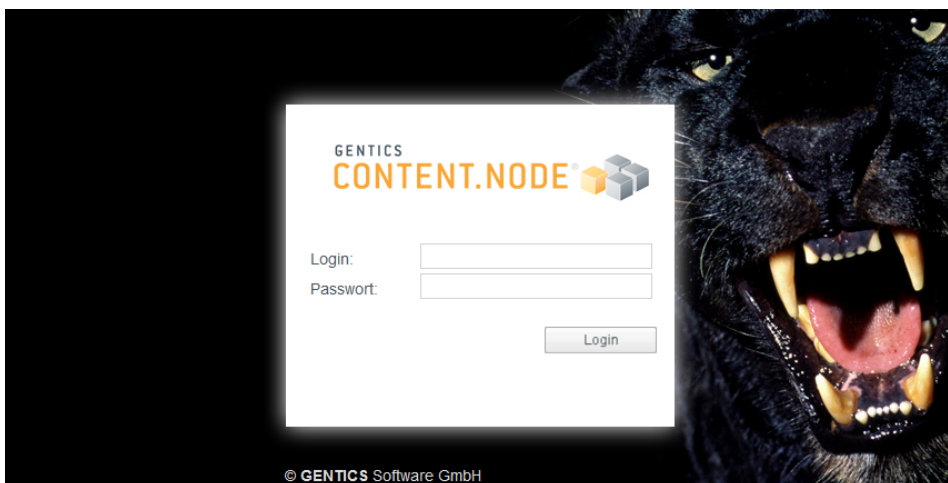 GENTICS
CONTENT.NODE®
Login:
Passwort:
Login
© GENTICS Software GmbH